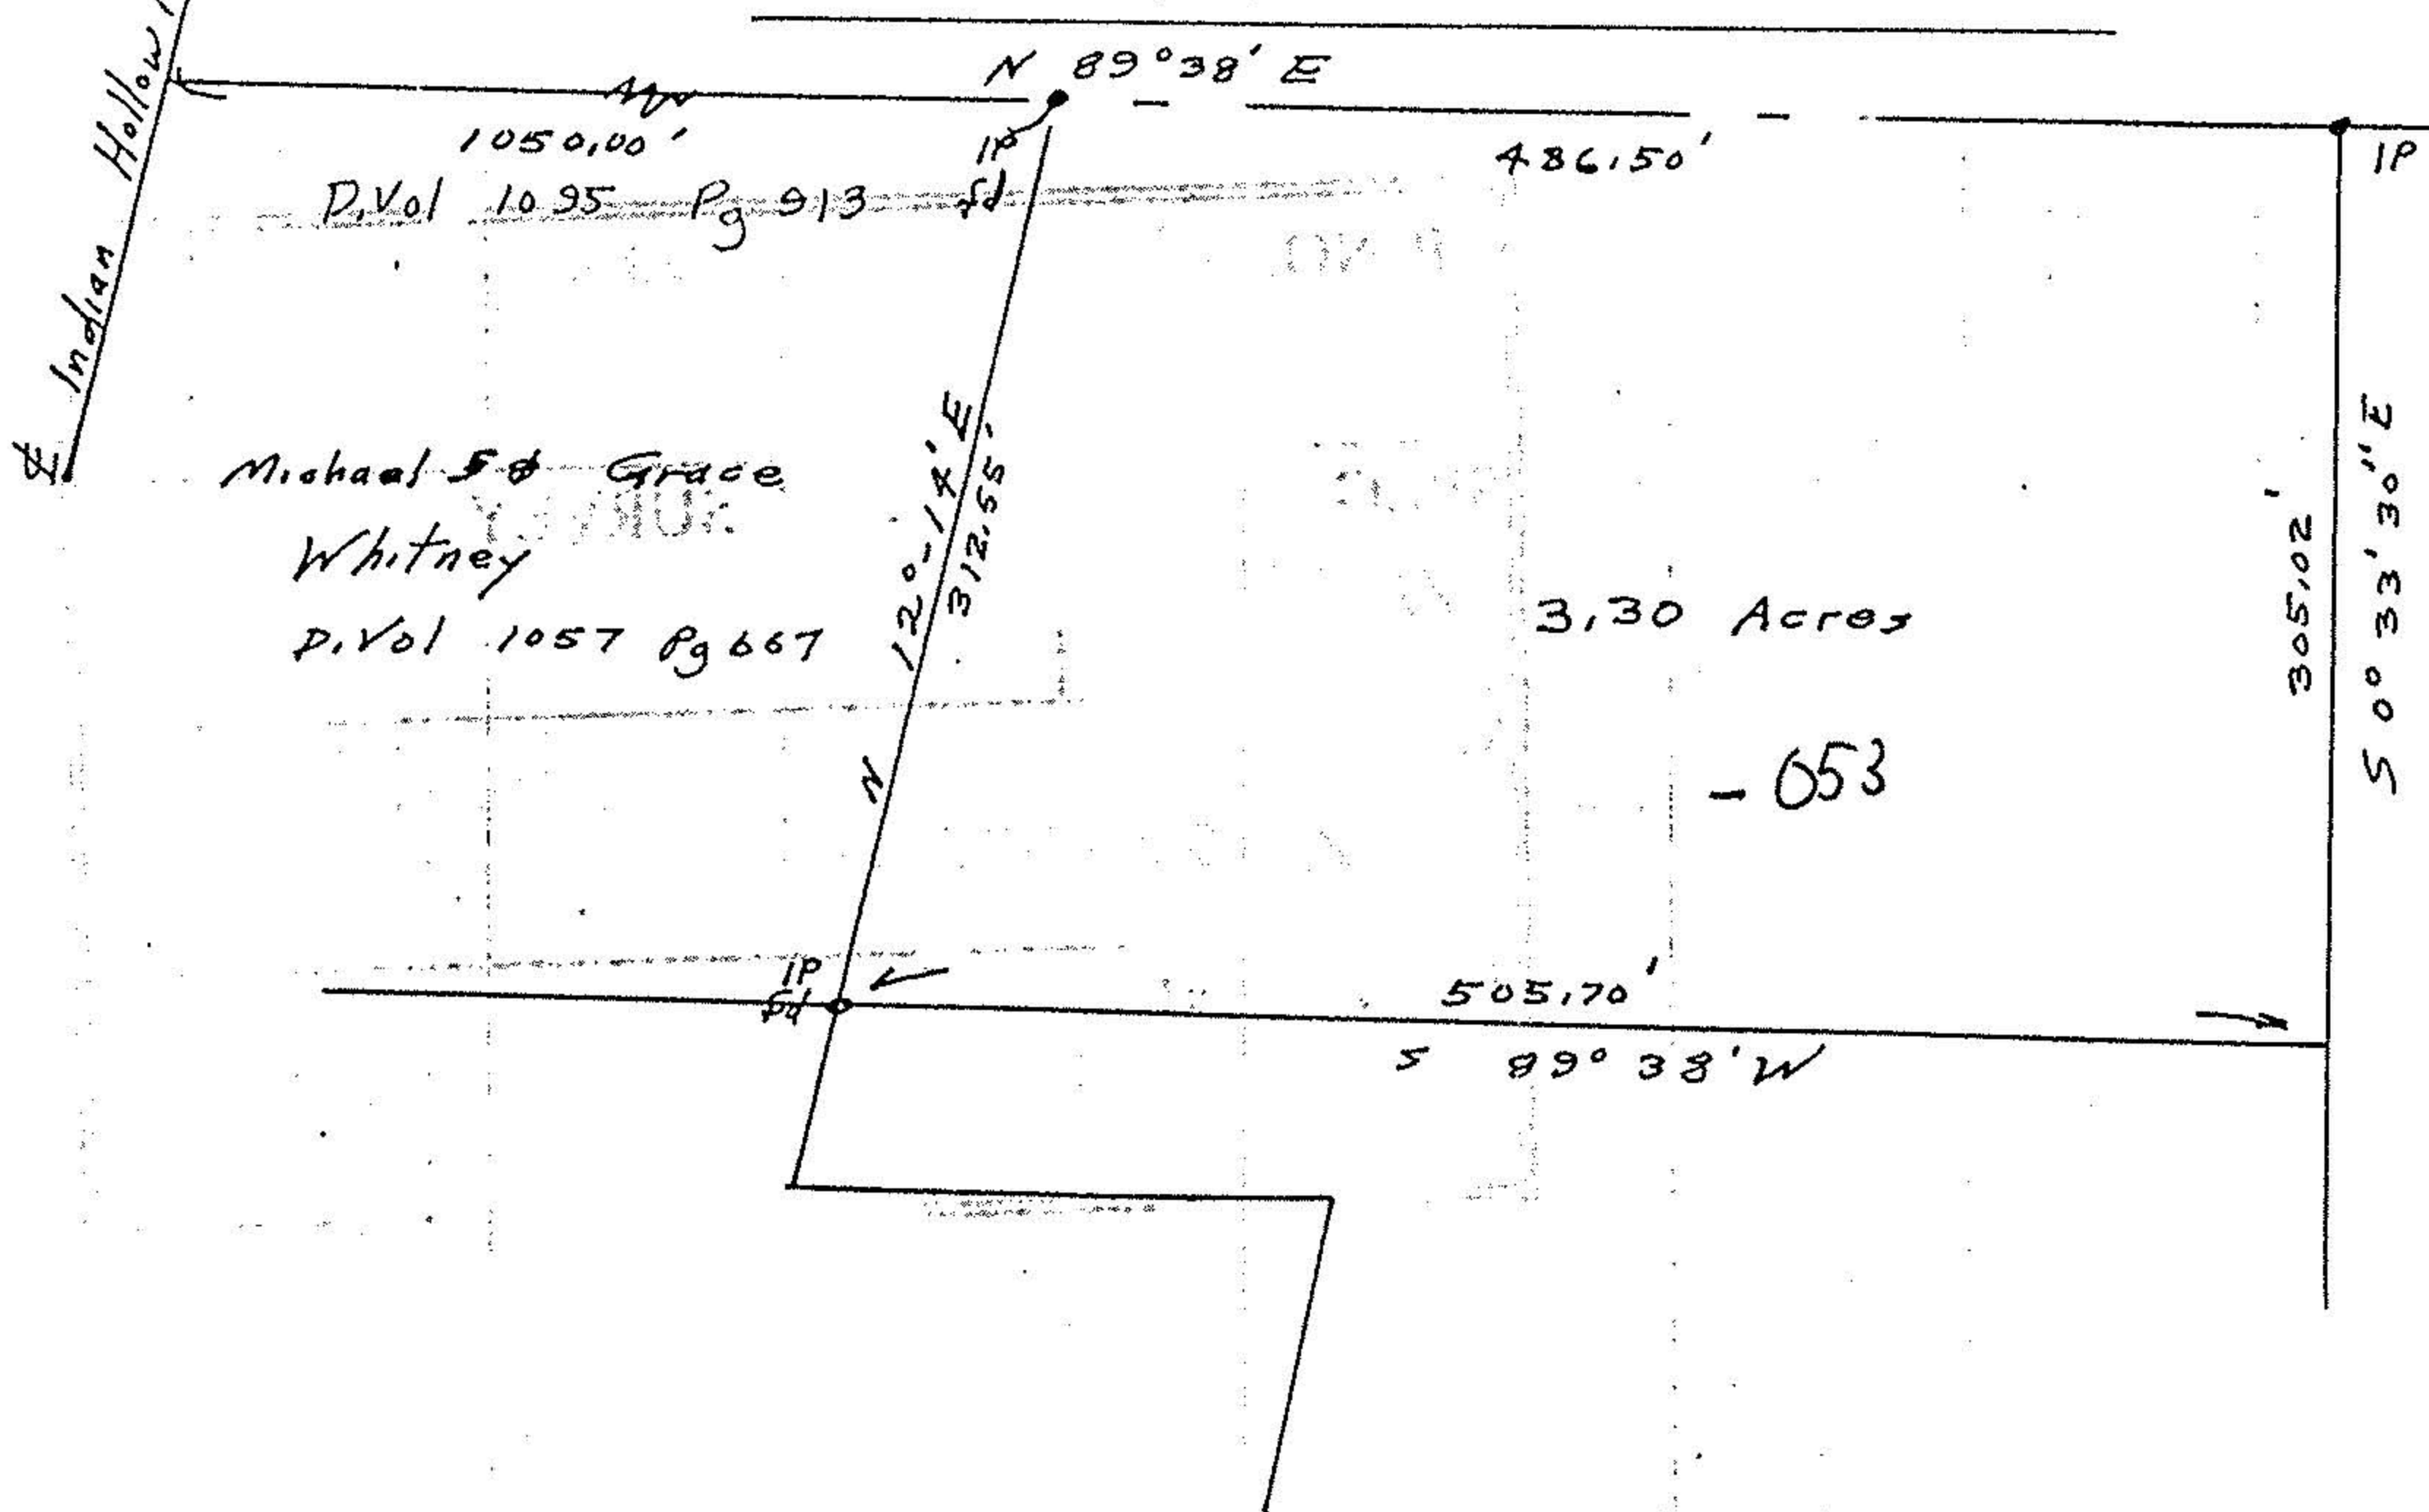 Indian Hollow
N 89°38' E
1050.00'
D.Vol 1095 Pg 913
IP
fd
486.50'
IP
Michael S & Grace
Whitney
D.Vol 1057 Pg 667
N 12°-14' E
312.55'
3.30 Acres
-053
305.02'
S 0° 33' 30" E
IP
fd
505.70'
S 89° 38' W